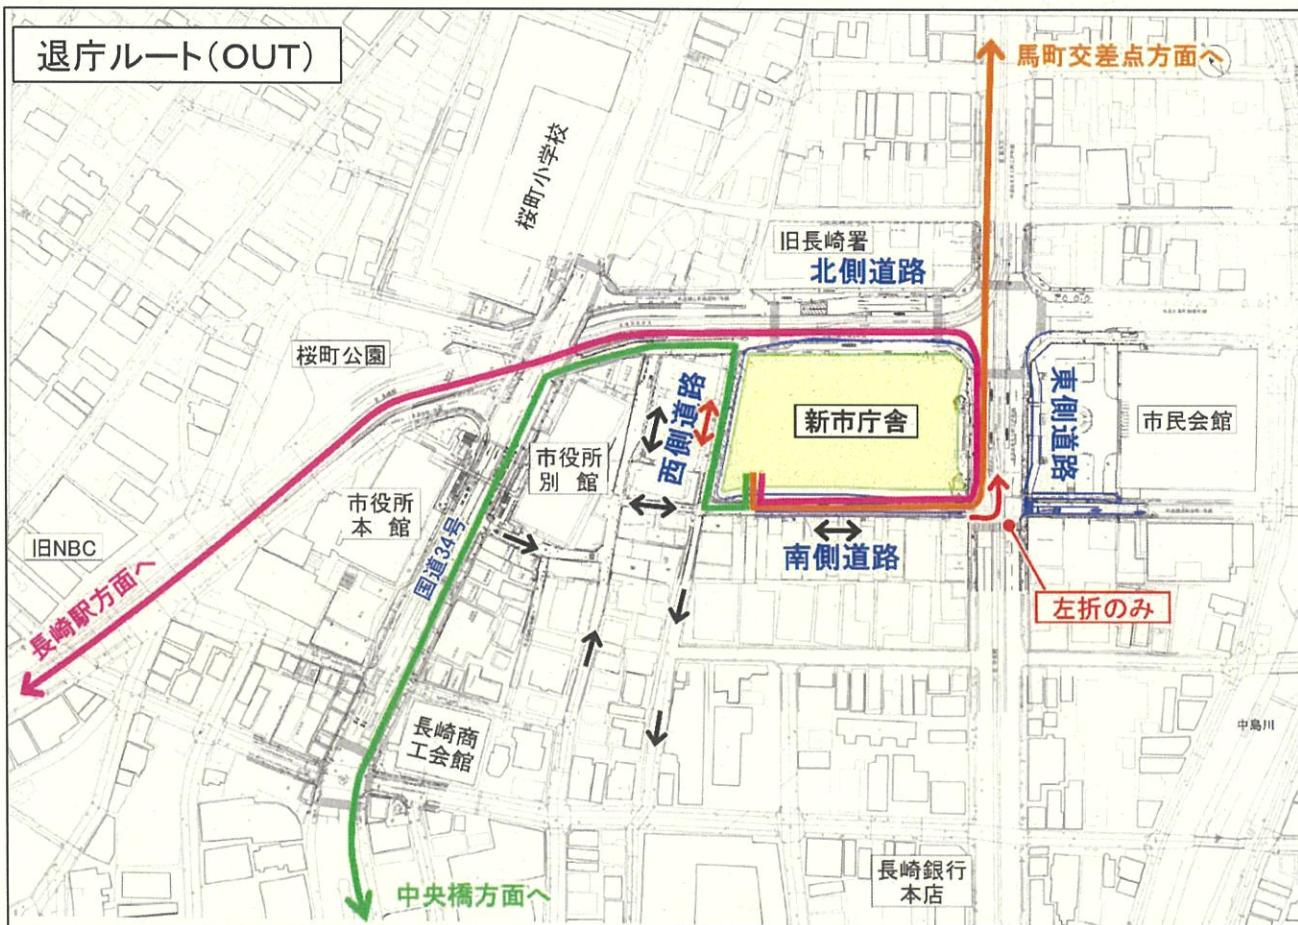 退庁ルート(OUT)
馬町交差点方面へ
桜町小学校
旧長崎署
北側道路
桜町公園
西側道路
新市庁舎
東側道路
市民会館
市役所
別館
市役所
本館
旧NBC
国道34号
南側道路
左折のみ
長崎駅方面へ
長崎商
工会館
中島川
長崎銀行
本店
中央橋方面へ